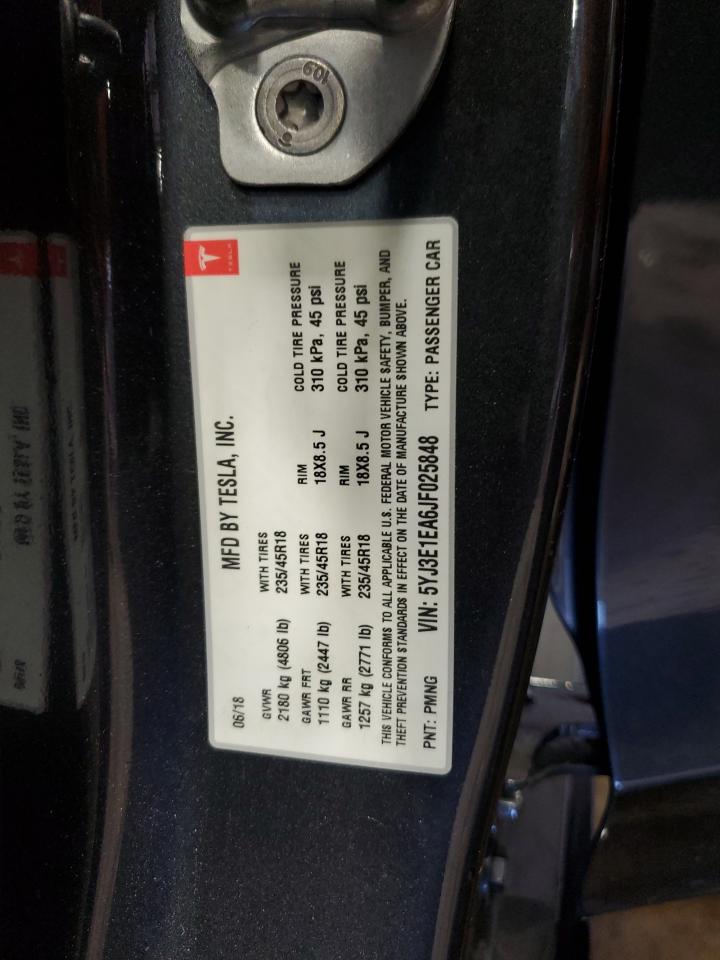 TESLA
MFD BY TESLA, INC.
06/18
GVWR WITH TIRES
2180 kg (4806 lb) 235/45R18
GAWR FRT WITH TIRES RIM COLD TIRE PRESSURE
1110 kg (2447 lb) 235/45R18 18X8.5 J 310 kPa, 45 psi
GAWR RR WITH TIRES RIM COLD TIRE PRESSURE
1257 kg (2771 lb) 235/45R18 18X8.5 J 310 kPa, 45 psi
THIS VEHICLE CONFORMS TO ALL APPLICABLE U.S. FEDERAL MOTOR VEHICLE SAFETY, BUMPER, AND
THEFT PREVENTION STANDARDS IN EFFECT ON THE DATE OF MANUFACTURE SHOWN ABOVE.
PNT: PMNG VIN: 5YJ3E1EA6JF025848 TYPE: PASSENGER CAR
109